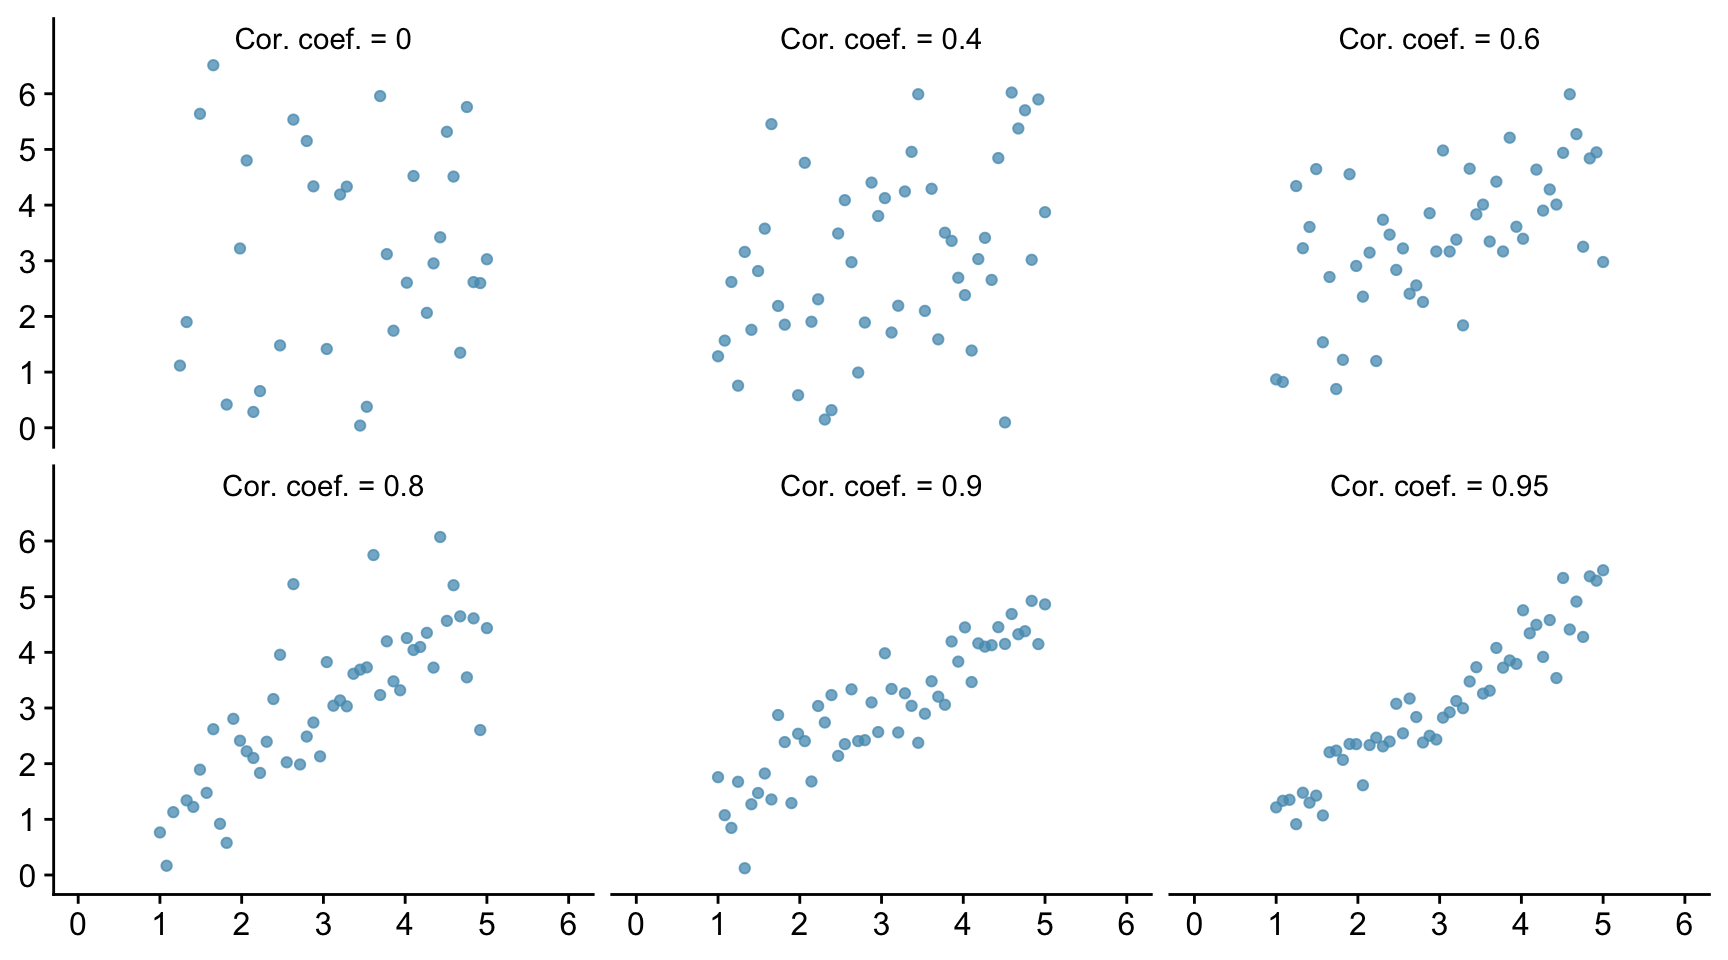 Cor. coef. = 0
Cor. coef. = 0.4
Cor. coef. = 0.6
6
5
4
3
2
1
0
Cor. coef. = 0.8
Cor. coef. = 0.9
Cor. coef. = 0.95
6
5
4
3
2
1
0
0 1 2 3 4 5 6
0 1 2 3 4 5 6
0 1 2 3 4 5 6